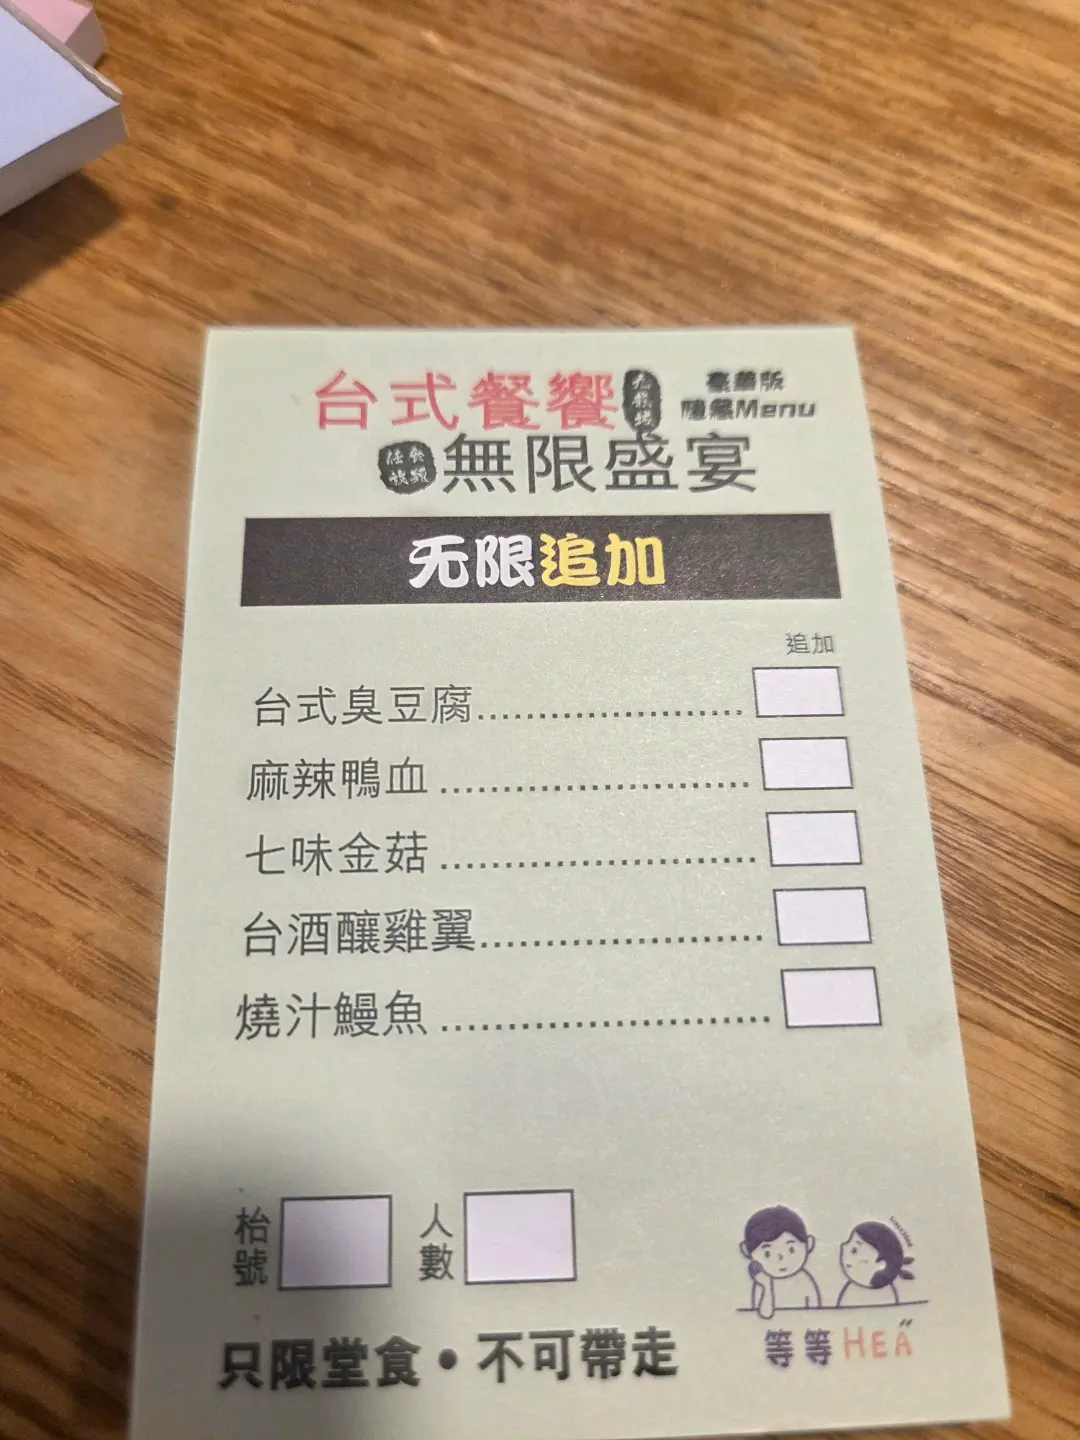 台式餐饗
豪華版
隱藏Menu
無限盛宴
无限追加
追加
台式臭豆腐
麻辣鴨血
七味金菇
台酒釀雞翼
燒汁鰻魚
枱號
人數
只限堂食・不可帶走
等等HEA